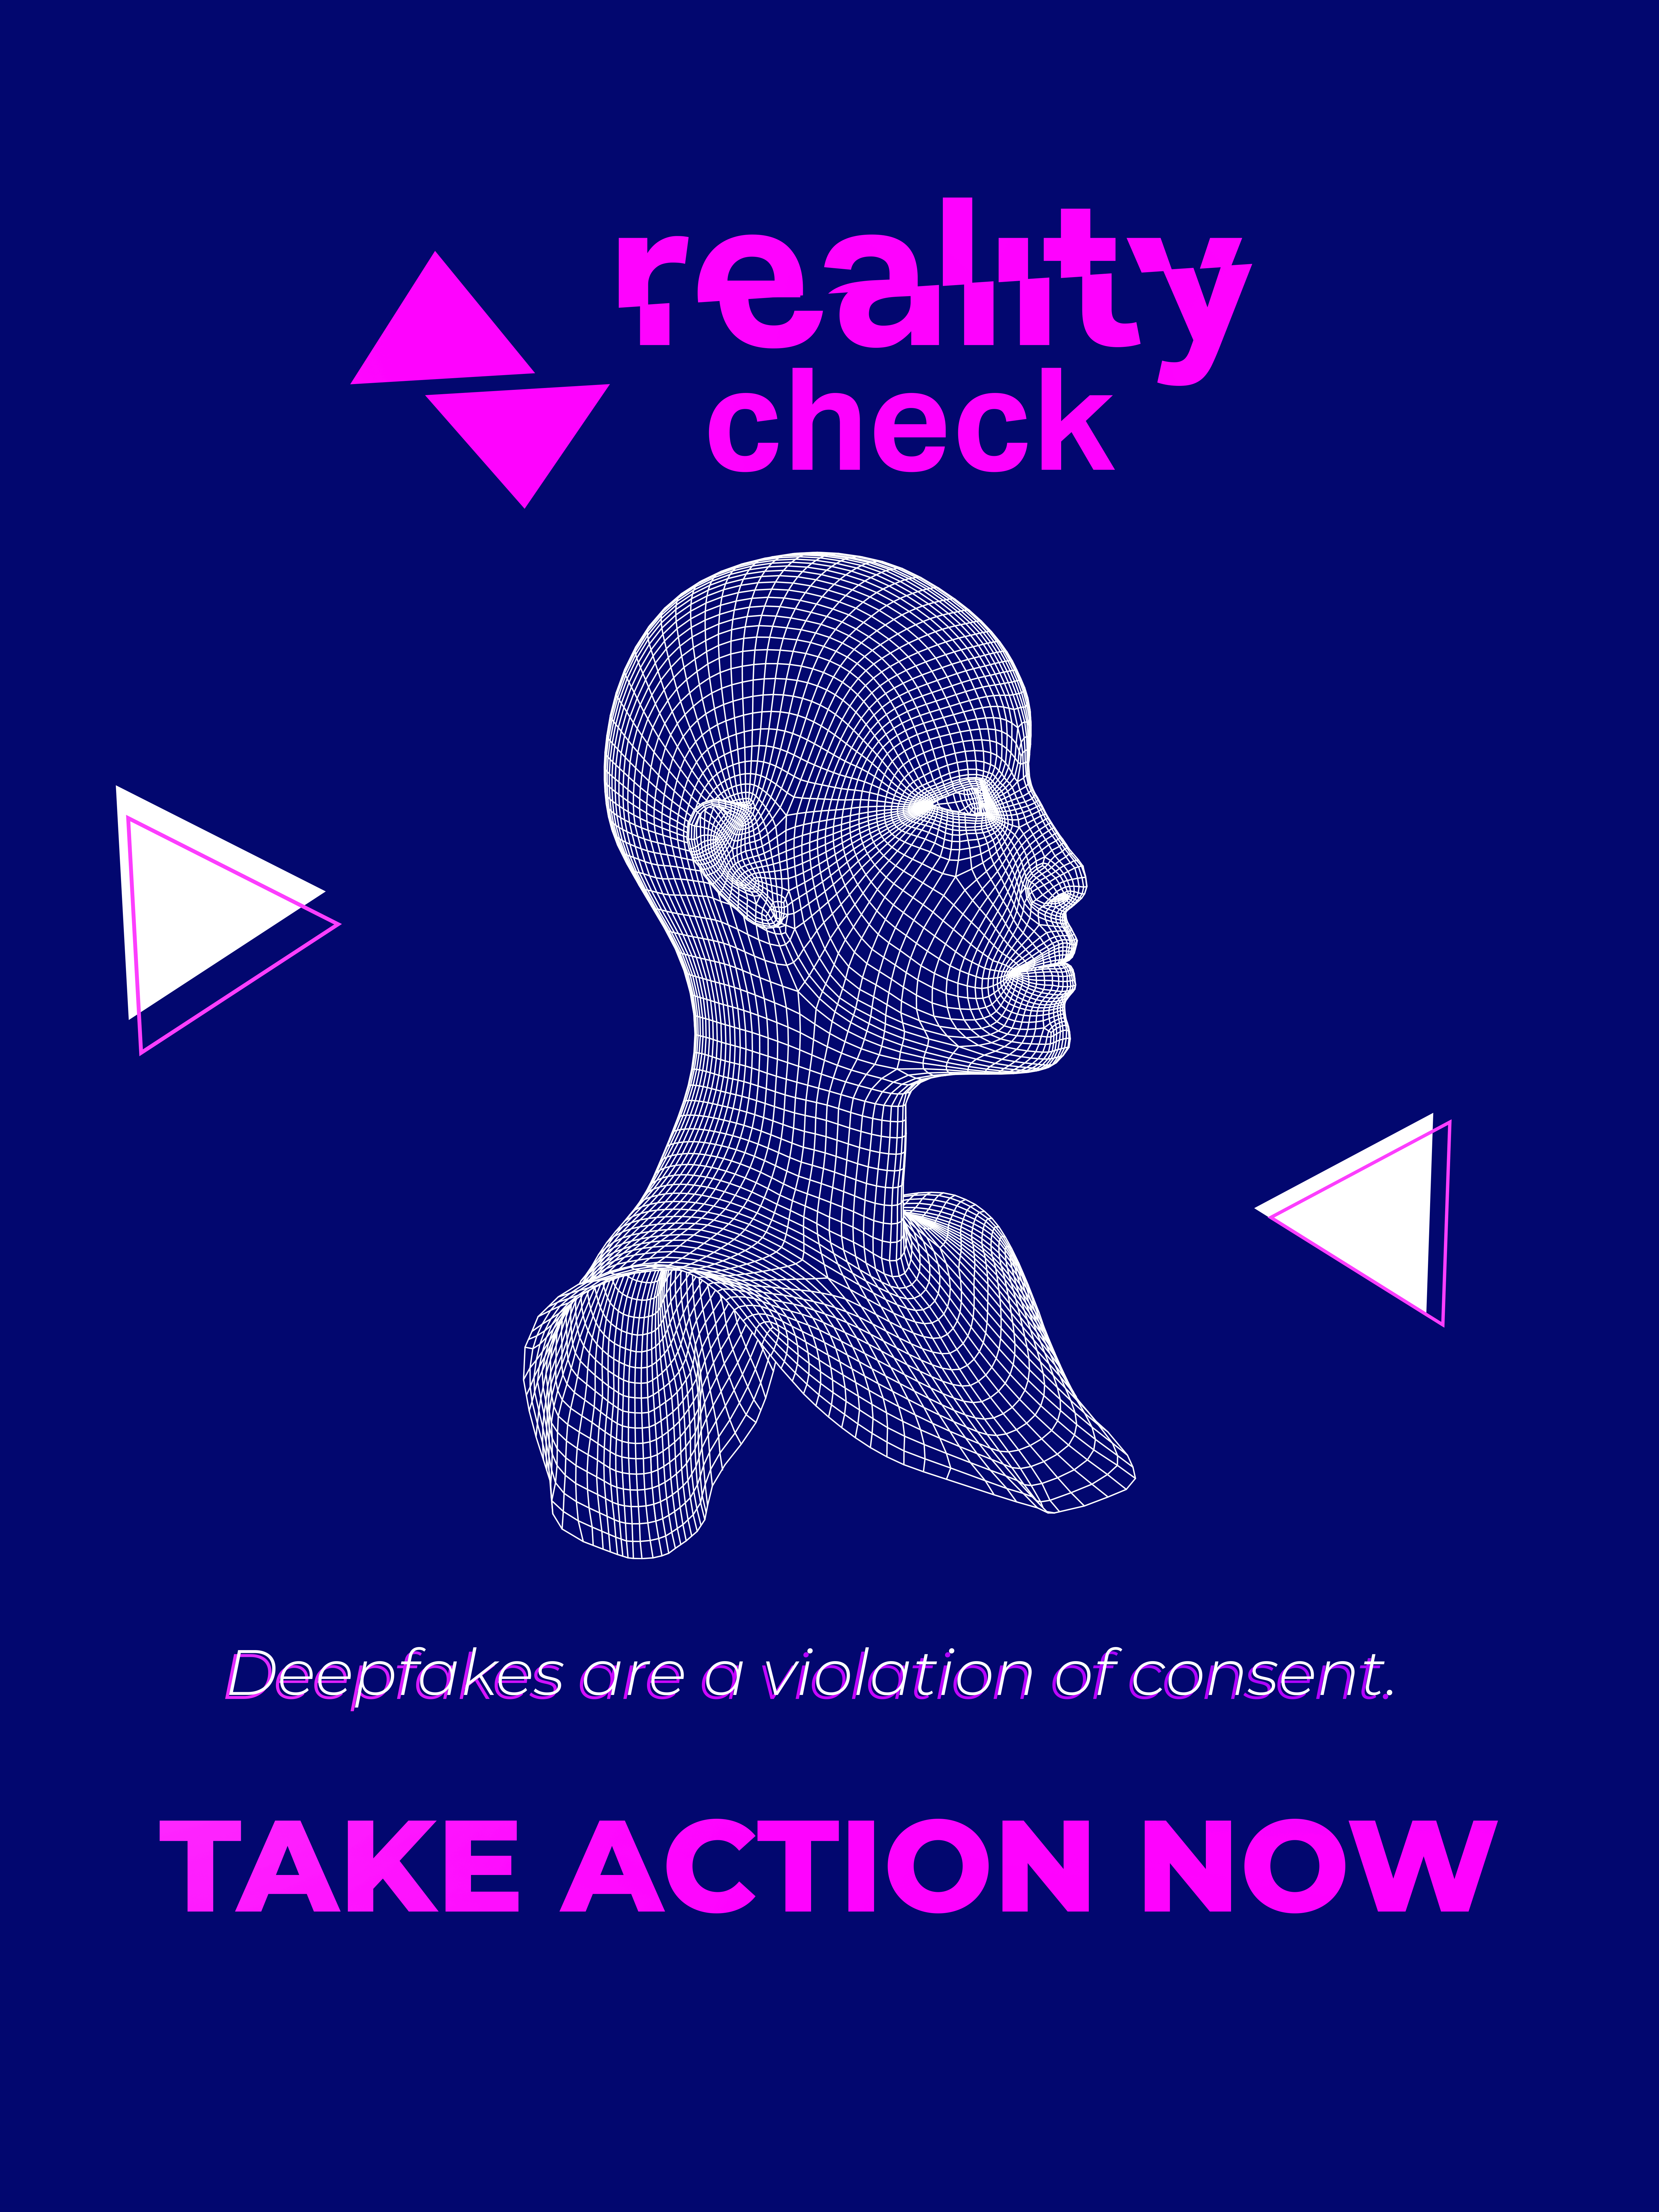 reality
check
Deepfakes are a violation of consent.
TAKE ACTION NOW